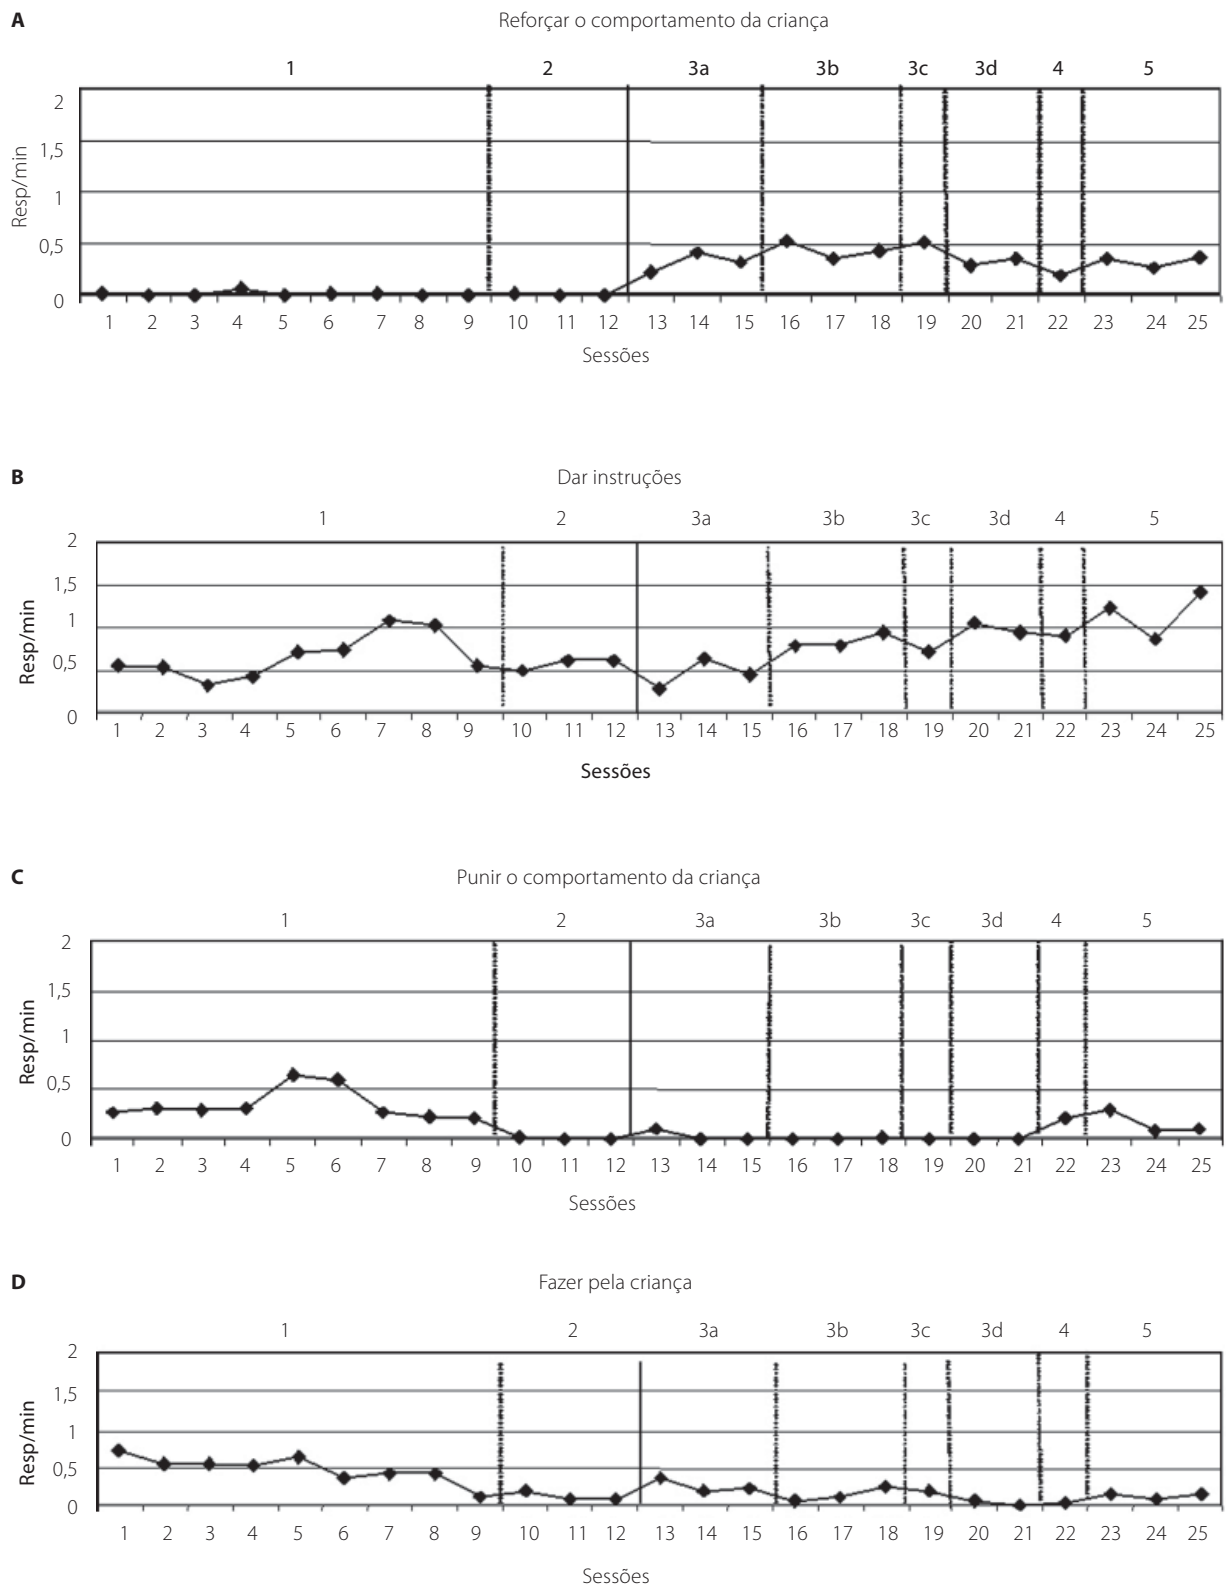 A
Reforçar o comportamento da criança
1 2 3a 3b 3c 3d 4 5
2
1,5
1
0,5
0
Resp/min
1 2 3 4 5 6 7 8 9 10 11 12 13 14 15 16 17 18 19 20 21 22 23 24 25
Sessões
B
Dar instruções
1 2 3a 3b 3c 3d 4 5
2
1,5
1
0,5
0
Resp/min
1 2 3 4 5 6 7 8 9 10 11 12 13 14 15 16 17 18 19 20 21 22 23 24 25
Sessões
C
Punir o comportamento da criança
1 2 3a 3b 3c 3d 4 5
2
1,5
1
0,5
0
Resp/min
1 2 3 4 5 6 7 8 9 10 11 12 13 14 15 16 17 18 19 20 21 22 23 24 25
Sessões
D
Fazer pela criança
1 2 3a 3b 3c 3d 4 5
2
1,5
1
0,5
0
Resp/min
1 2 3 4 5 6 7 8 9 10 11 12 13 14 15 16 17 18 19 20 21 22 23 24 25
Sessões